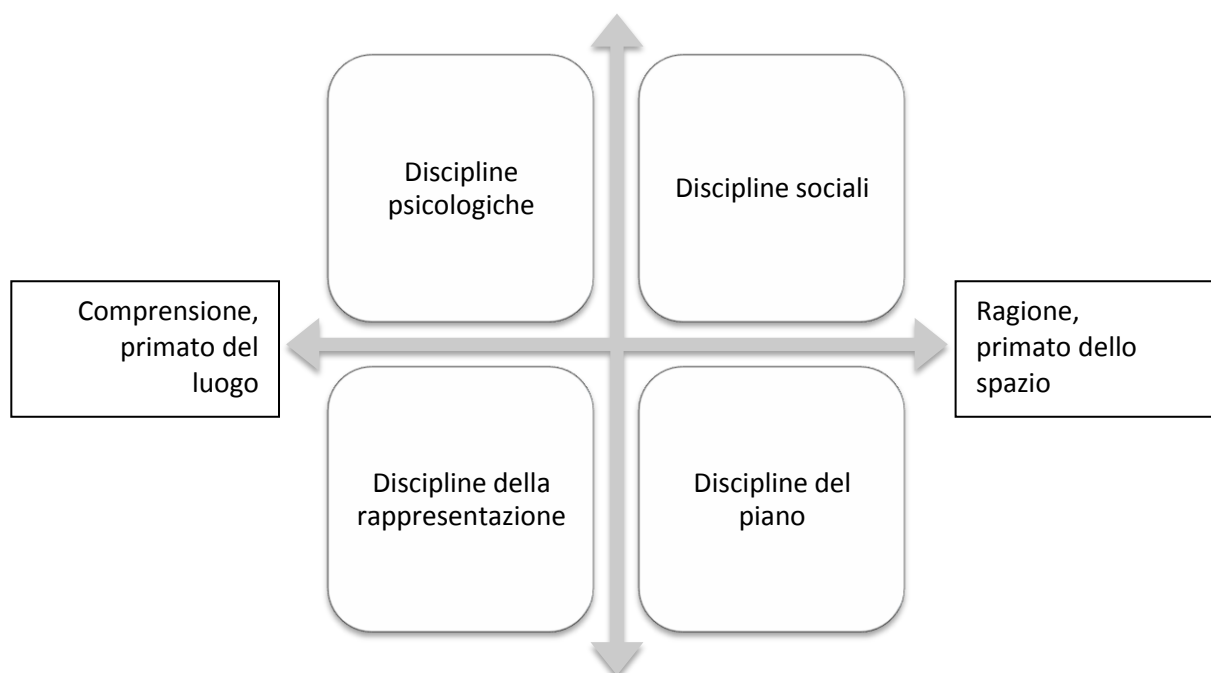 Discipline
psicologiche
Discipline sociali
Comprensione,
primato del
luogo
Ragione,
primato dello
spazio
Discipline della
rappresentazione
Discipline del
piano